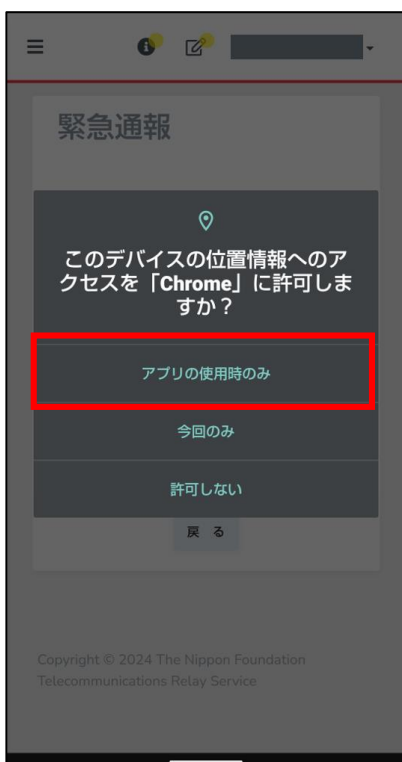 緊急通報
このデバイスの位置情報へのア
クセスを「Chrome」に許可しま
すか？
アプリの使用時のみ
今回のみ
許可しない
戻 る
Copyright © 2024 The Nippon Foundation
Telecommunications Relay Service